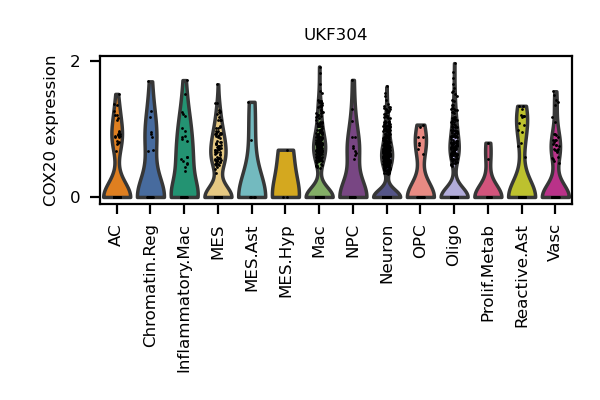 UKF304
COX20 expression
2
0
AC
Chromatin.Reg
Inflammatory.Mac
MES
MES.Ast
MES.Hyp
Mac
NPC
Neuron
OPC
Oligo
Prolif.Metab
Reactive.Ast
Vasc